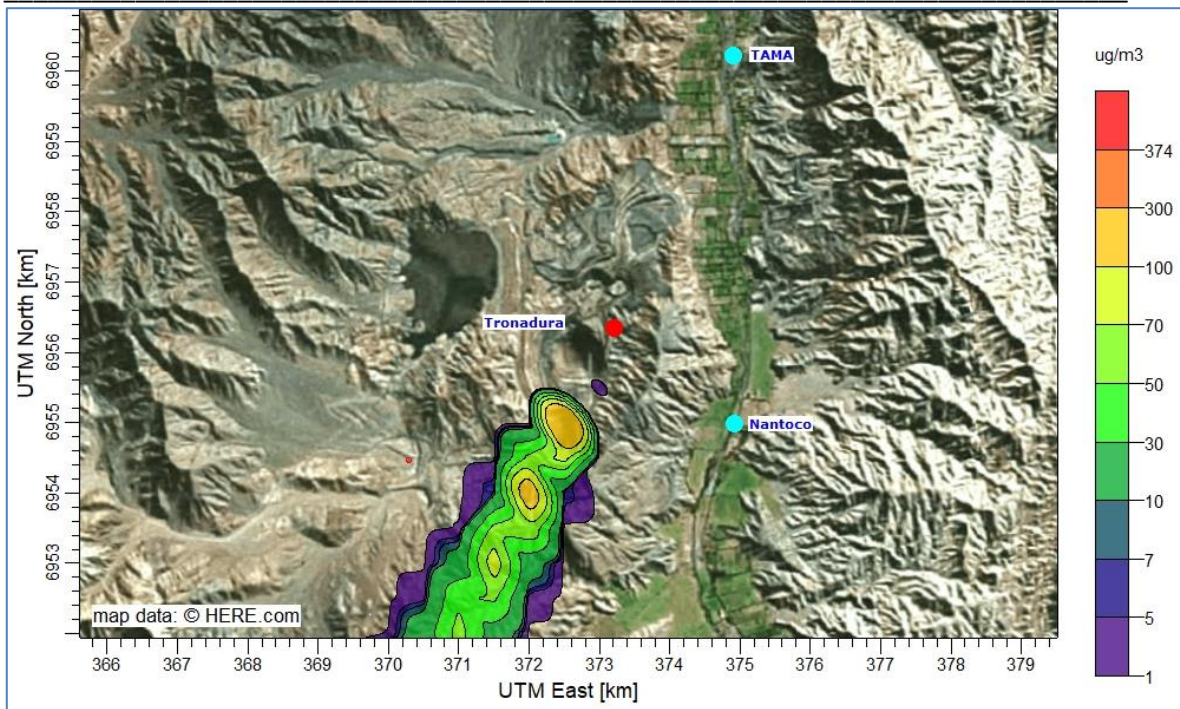 ug/m3
TAMA
Tronadura
Nantoco
map data: © HERE.com
UTM North [km]
6960
6959
6958
6957
6956
6955
6954
6953
366 367 368 369 370 371 372 373 374 375 376 377 378 379
UTM East [km]
374
300
100
70
50
30
10
7
5
1